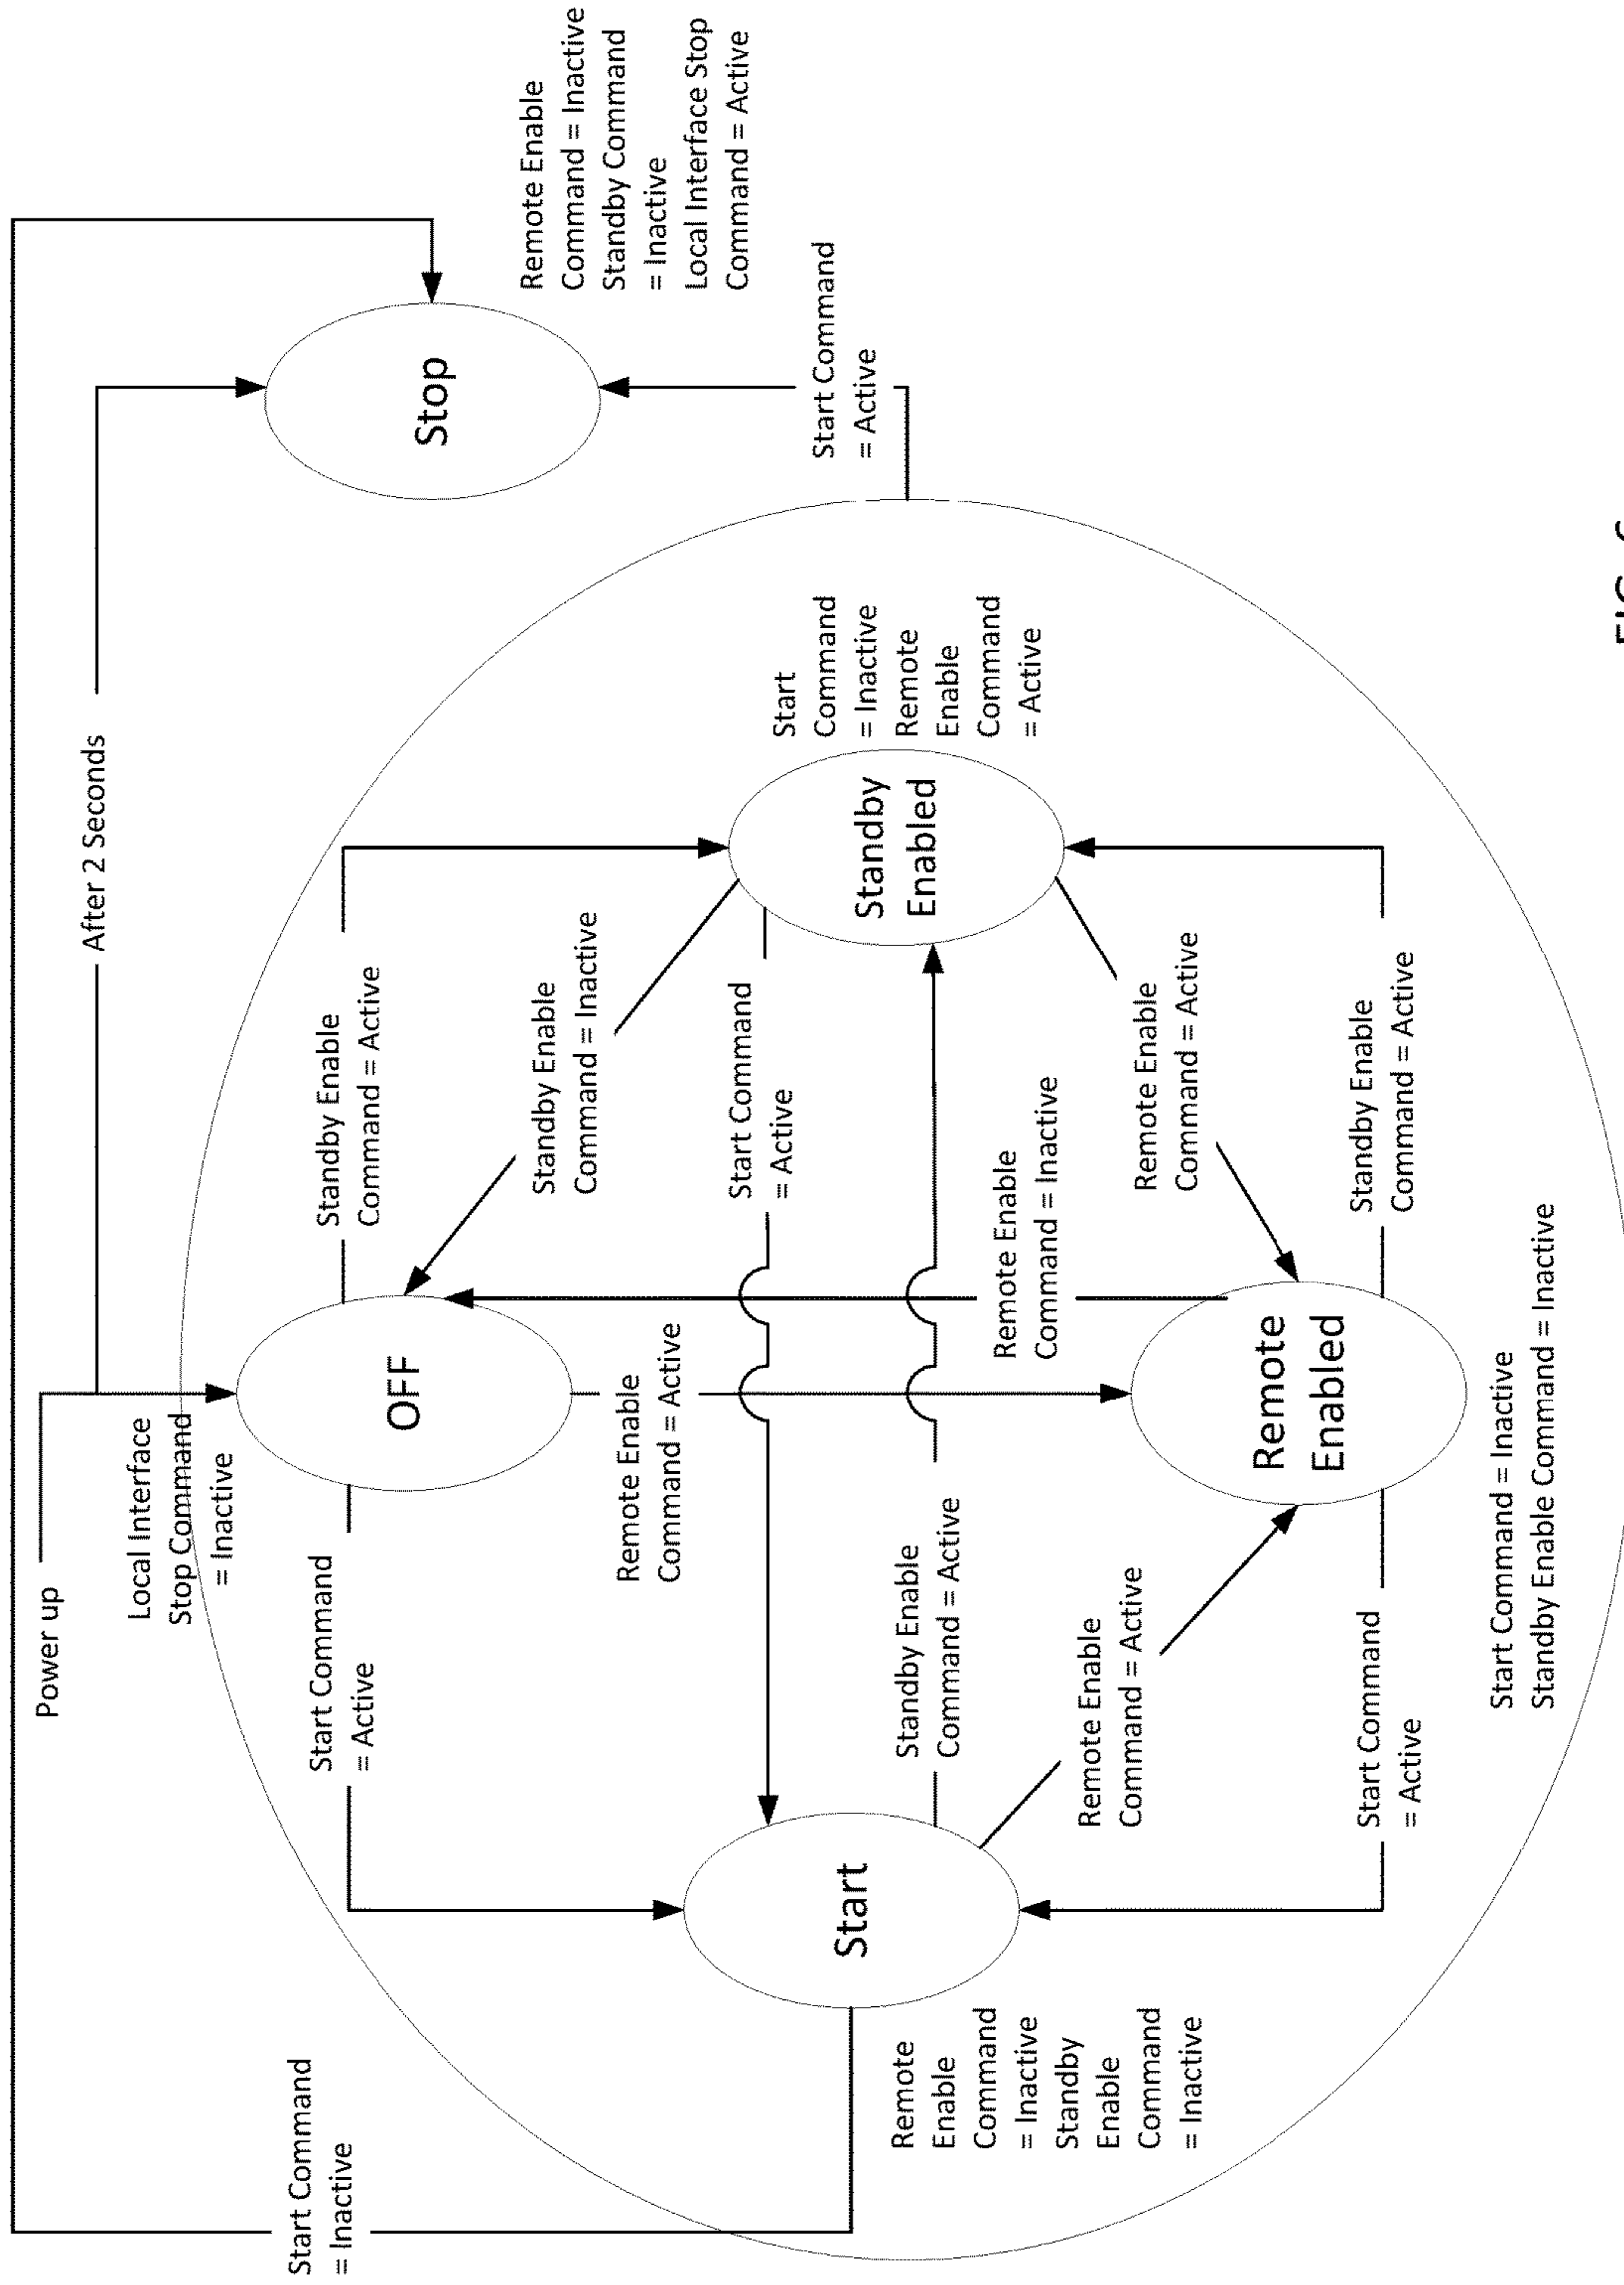 Power up
After 2 Seconds
Start Command
= Inactive
Local Interface
Stop Command
= Inactive
Stop
Remote Enable
Command = Inactive
Standby Command
= Inactive
Local Interface Stop
Command = Active
Start Command
= Active
OFF
Start Command
= Active
Standby Enable
Command = Active
Standby Enable
Command = Inactive
Remote Enable
Command = Active
Start Command
= Active
Standby
Enabled
Start
Command
= Inactive
Remote
Enable
Command
= Active
Start
Remote
Enable
Command
= Inactive
Standby
Enable
Command
= Inactive
Standby Enable
Command = Active
Remote Enable
Command = Inactive
Remote Enable
Command = Active
Remote Enable
Command = Active
Remote
Enabled
Start Command
= Active
Standby Enable
Command = Active
Start Command = Inactive
Standby Enable Command = Inactive